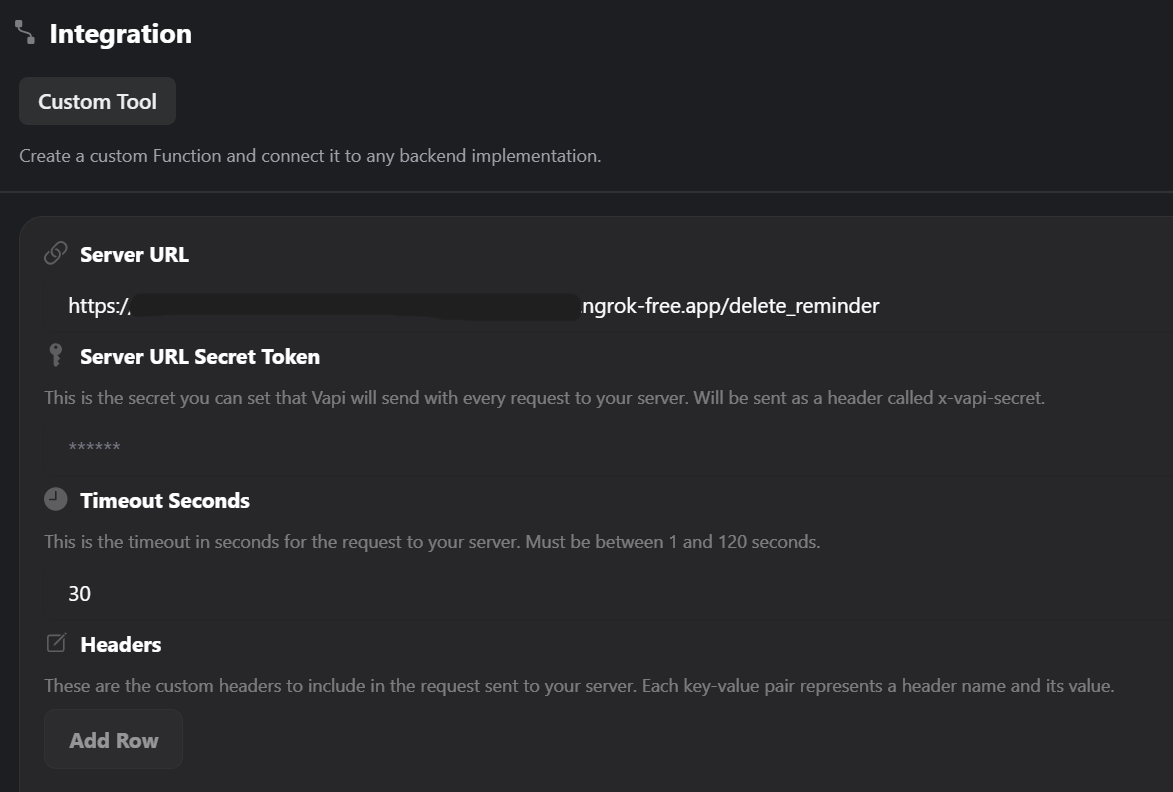 Integration
Custom Tool
Create a custom Function and connect it to any backend implementation.
Server URL
https:/ ngrok-free.app/delete_reminder
Server URL Secret Token
This is the secret you can set that Vapi will send with every request to your server. Will be sent as a header called x-vapi-secret.
******
Timeout Seconds
This is the timeout in seconds for the request to your server. Must be between 1 and 120 seconds.
30
Headers
These are the custom headers to include in the request sent to your server. Each key-value pair represents a header name and its value.
Add Row